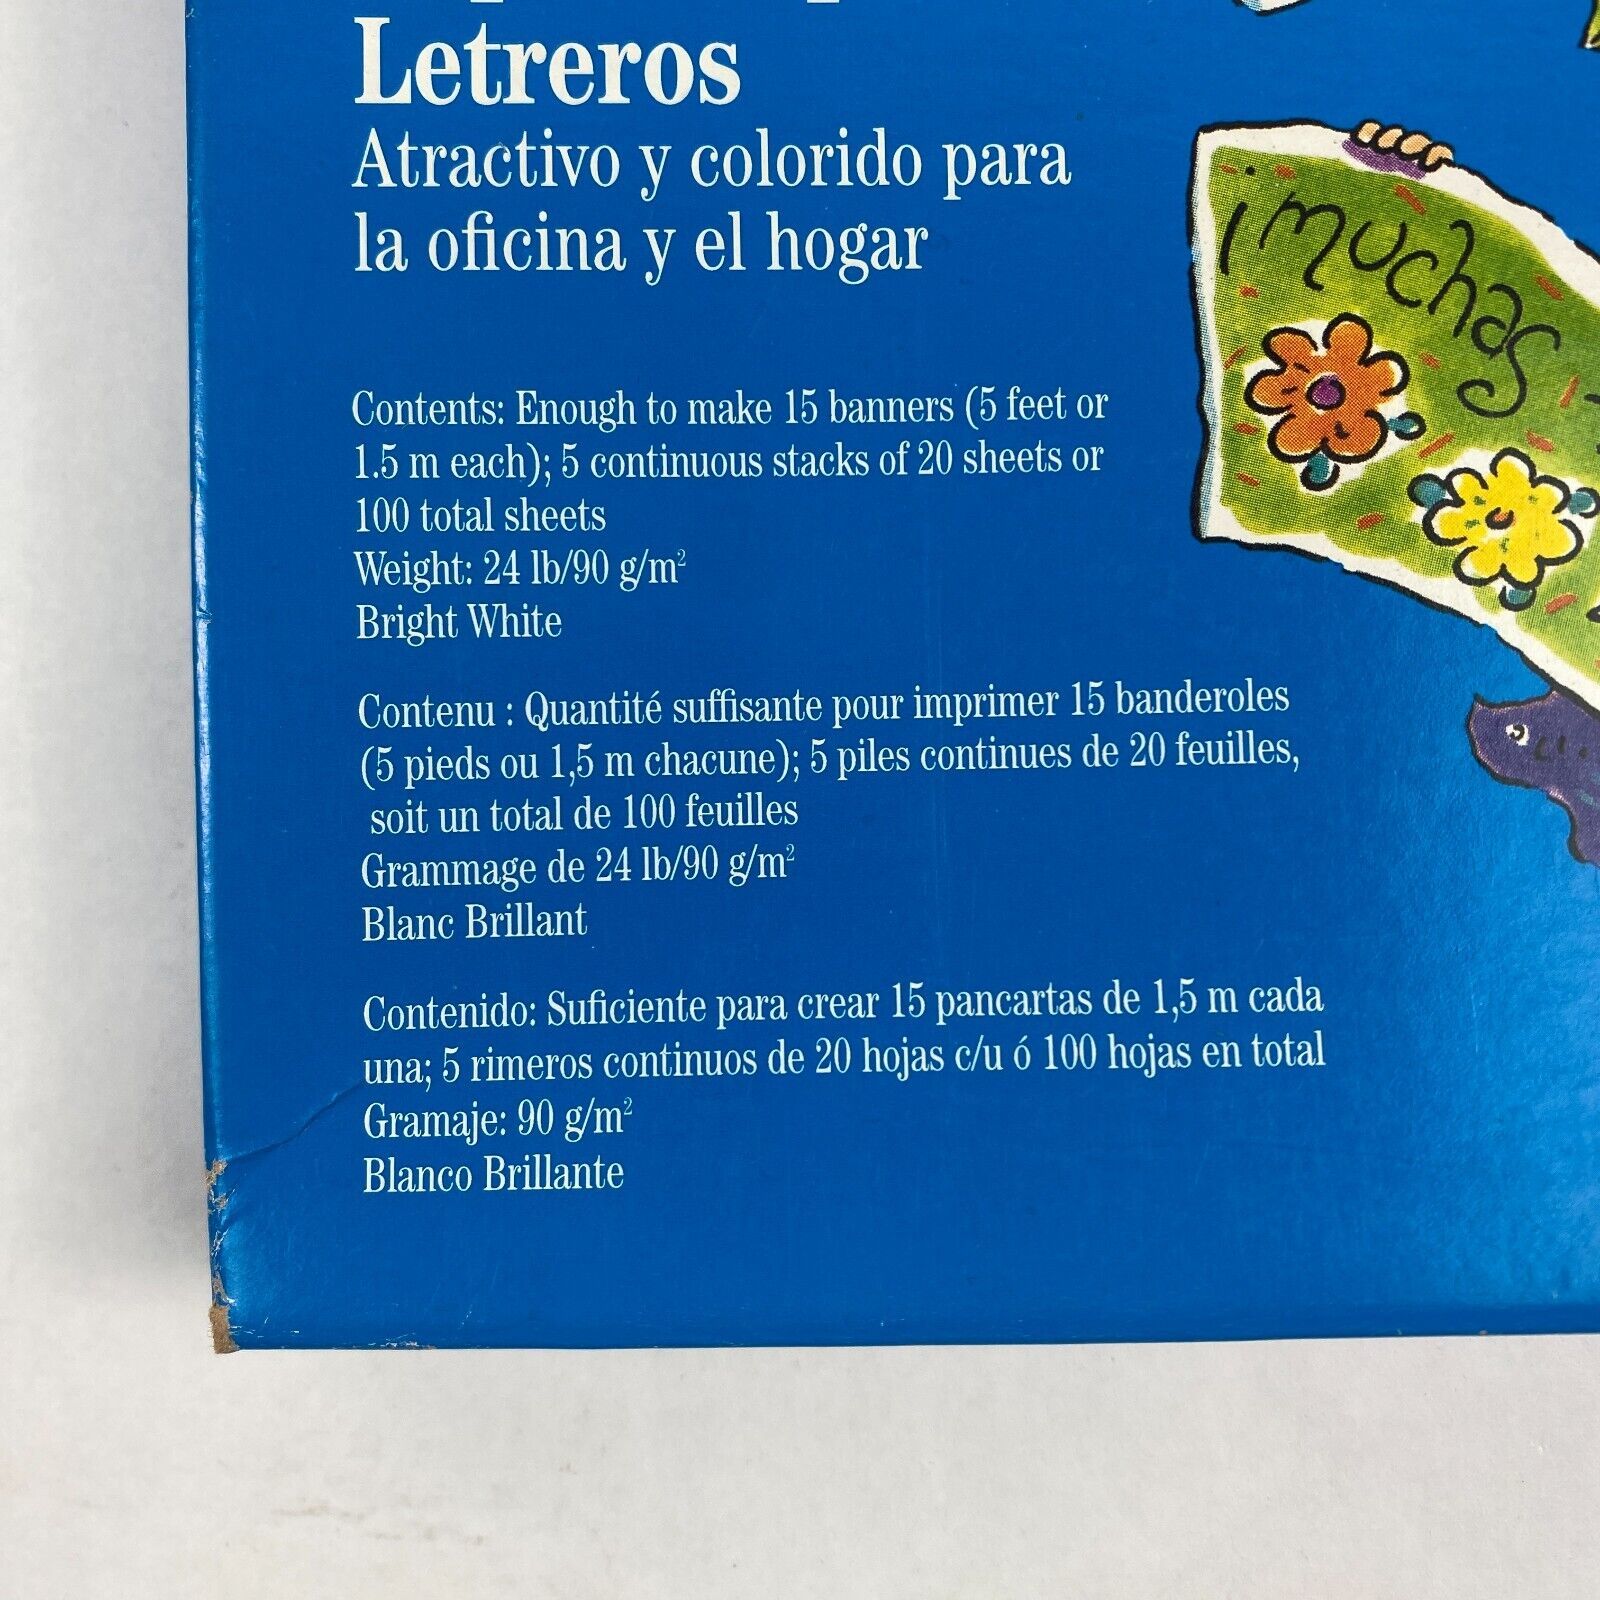 Letreros
Atractivo y colorido para
la oficina y el hogar
¡muchas
Contents: Enough to make 15 banners (5 feet or
1.5 m each); 5 continuous stacks of 20 sheets or
100 total sheets
Weight: 24 lb/90 g/m²
Bright White
Contenu : Quantité suffisante pour imprimer 15 banderoles
(5 pieds ou 1,5 m chacune); 5 piles continues de 20 feuilles,
soit un total de 100 feuilles
Grammage de 24 lb/90 g/m²
Blanc Brillant
Contenido: Suficiente para crear 15 pancartas de 1,5 m cada
una; 5 rimeros continuos de 20 hojas c/u ó 100 hojas en total
Gramaje: 90 g/m²
Blanco Brillante